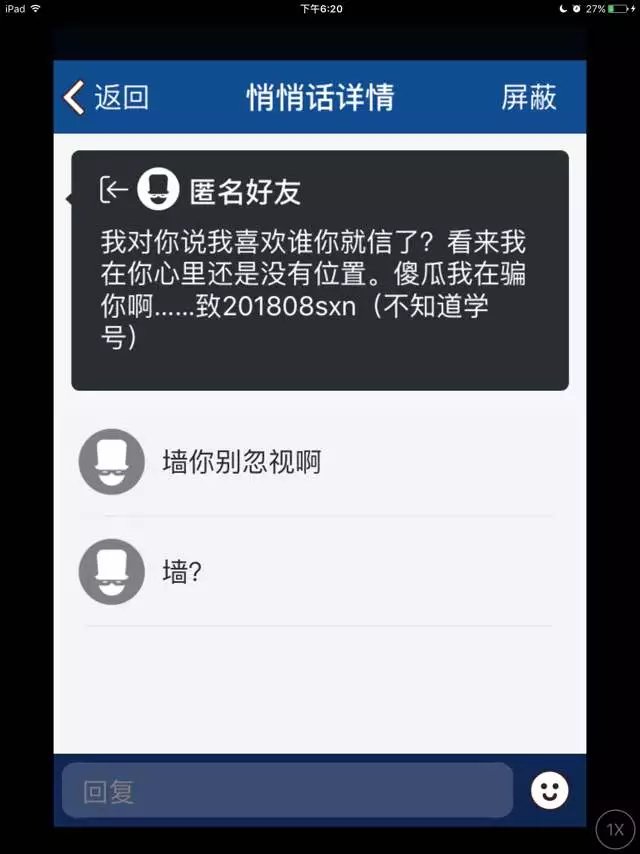 iPad 下午6:20 27%
返回 悄悄话详情 屏蔽
匿名好友
我对你说我喜欢谁你就信了？看来我
在你心里还是没有位置。傻瓜我在骗
你啊……致201808sxn（不知道学
号）
墙你别忽视啊
墙?
回复
1X